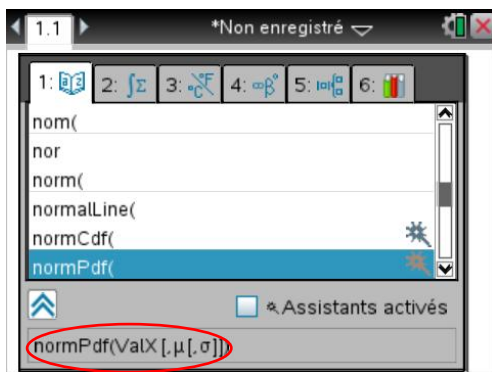 1.1 *Non enregistré
1: 2: ∫Σ 3: °C°F 4: ∞β° 5: 6:
nom(
nor
norm(
normalLine(
normCdf(
normPdf(
Assistants activés
normPdf(ValX[,μ[,σ]])